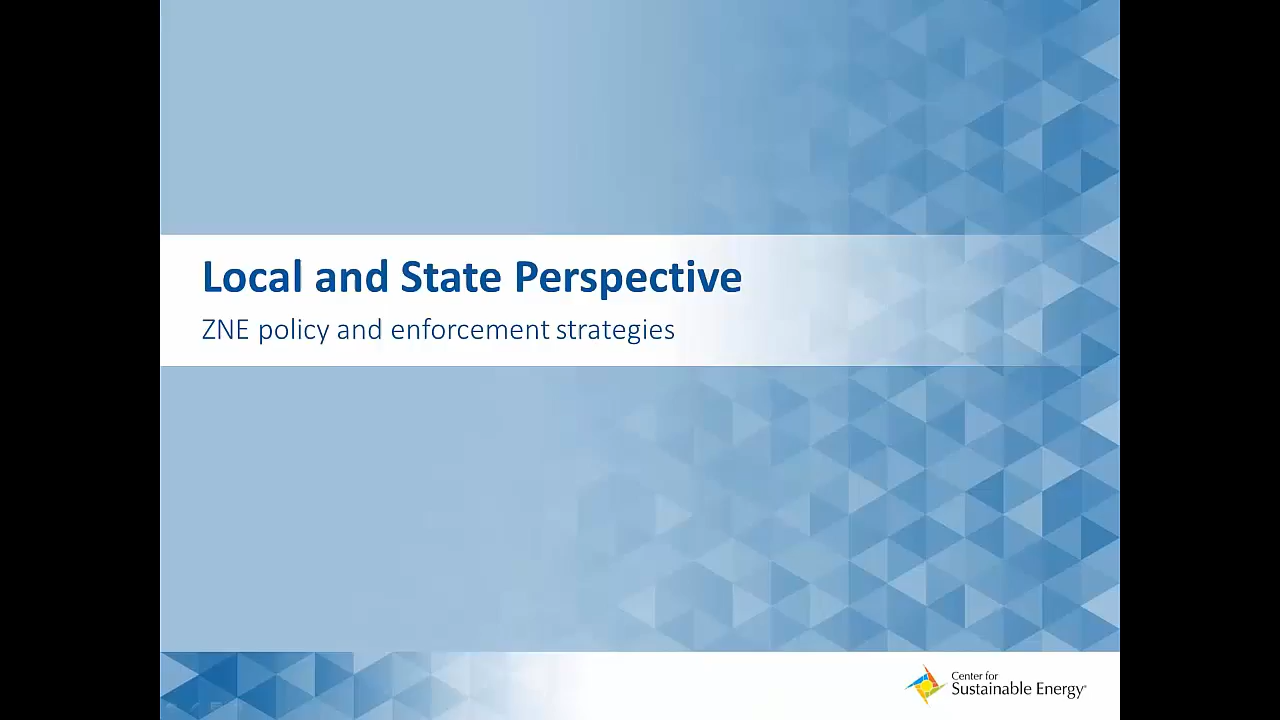 Local and State Perspective
ZNE policy and enforcement strategies
Center for
Sustainable Energy